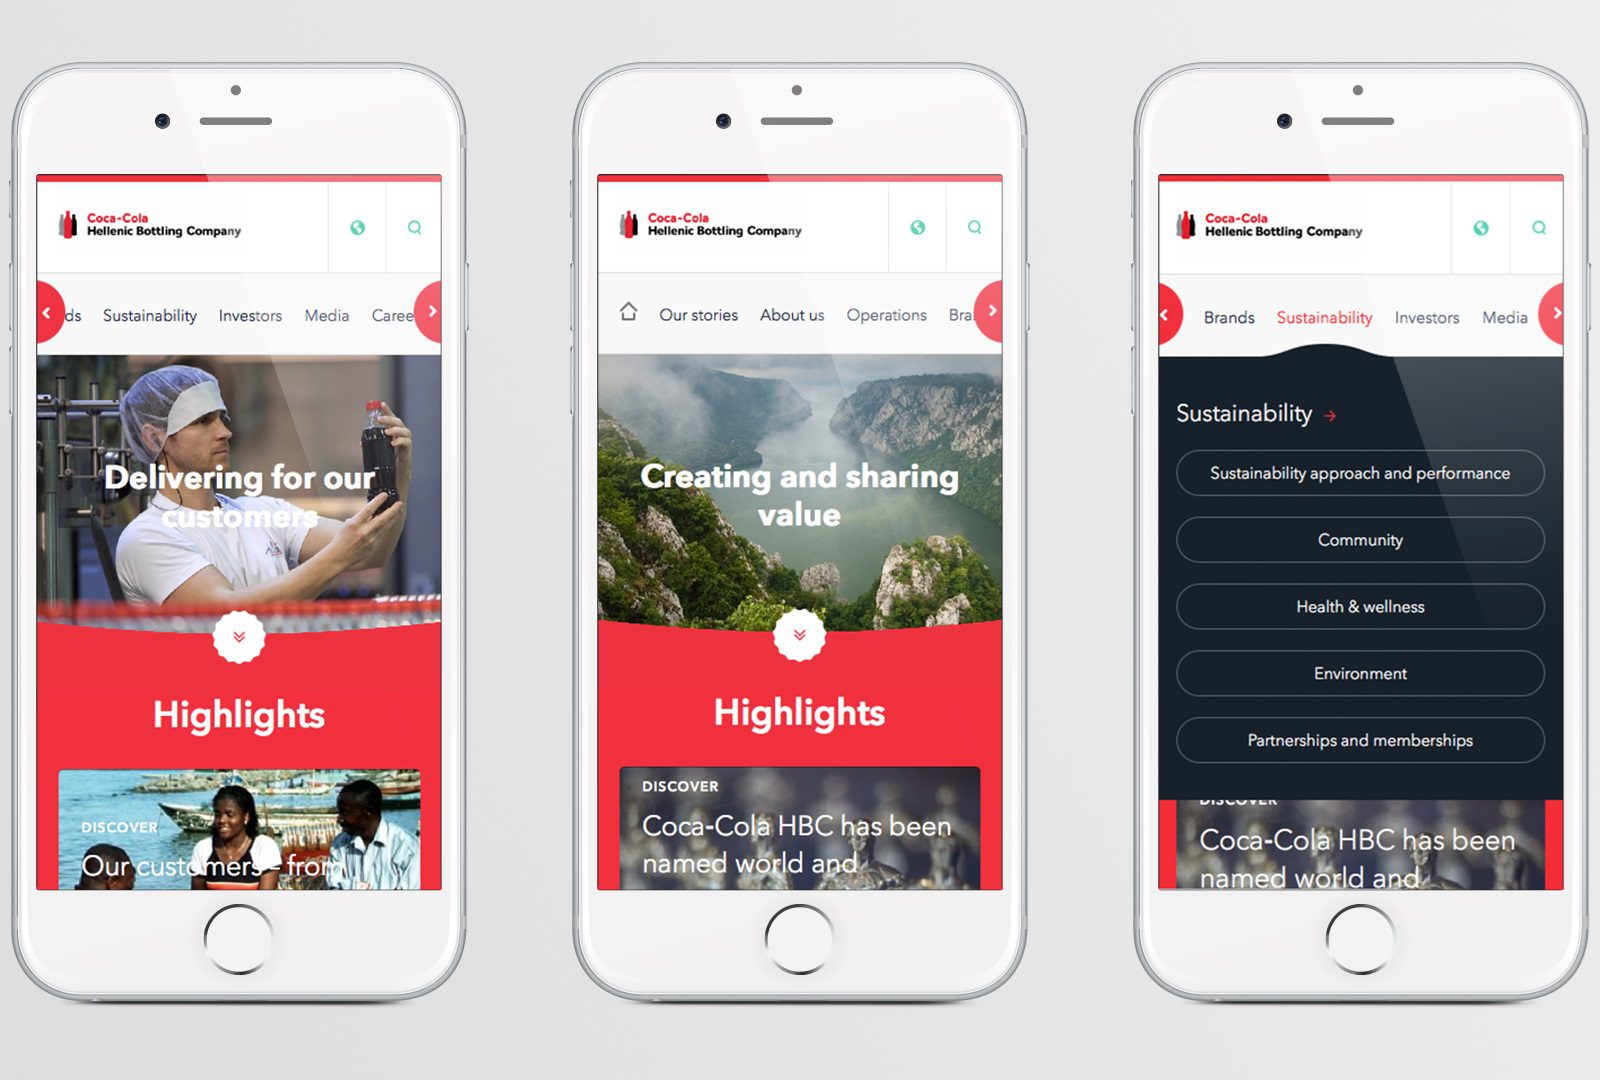 Coca-Cola
Hellenic Bottling Company
ds Sustainability Investors Media Caree
Delivering for our
customers
Highlights
DISCOVER
Our customers - from
Coca-Cola
Hellenic Bottling Company
Our stories About us Operations Bra
Creating and sharing
value
Highlights
DISCOVER
Coca-Cola HBC has been
named world and
Coca-Cola
Hellenic Bottling Company
Brands Sustainability Investors Media
Sustainability →
Sustainability approach and performance
Community
Health & wellness
Environment
Partnerships and memberships
DISCOVER
Coca-Cola HBC has been
named world and